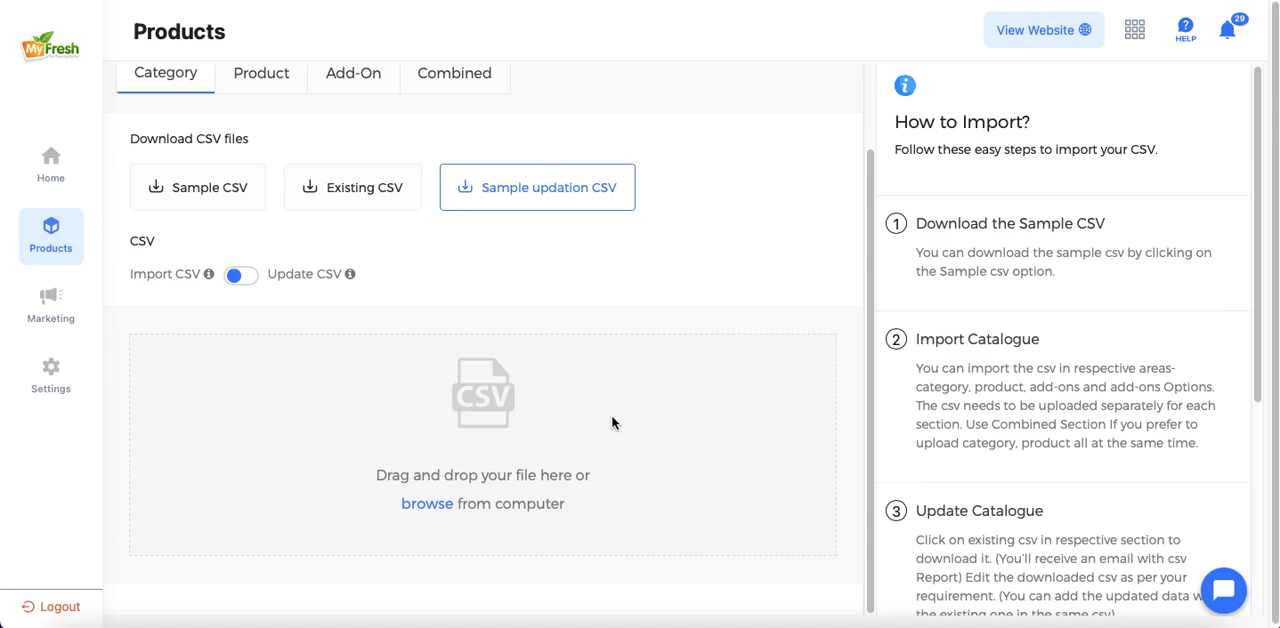 MyFresh
Products
View Website
HELP
29
Home
Products
Marketing
Settings
Logout
Category
Product
Add-On
Combined
Download CSV files
Sample CSV
Existing CSV
Sample updation CSV
CSV
Import CSV
Update CSV
CSV
Drag and drop your file here or
browse from computer
How to Import?
Follow these easy steps to import your CSV.
1 Download the Sample CSV
You can download the sample csv by clicking on
the Sample csv option.
2 Import Catalogue
You can import the csv in respective areas-
category, product, add-ons and add-ons Options.
The csv needs to be uploaded separately for each
section. Use Combined Section If you prefer to
upload category, product all at the same time.
3 Update Catalogue
Click on existing csv in respective section to
download it. (You'll receive an email with csv
Report) Edit the downloaded csv as per your
requirement. (You can add the updated data w
the existing one in the same csv)